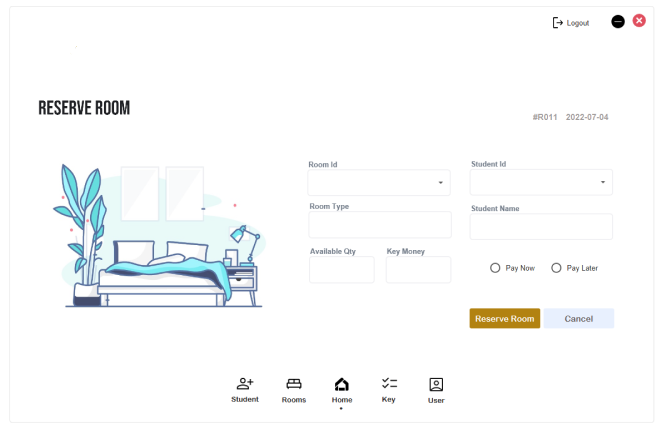 Logout
RESERVE ROOM
#R011 2022-07-04
Room Id
Student Id
Room Type
Student Name
Available Qty
Key Money
Pay Now
Pay Later
Reserve Room
Cancel
Student
Rooms
Home
Key
User